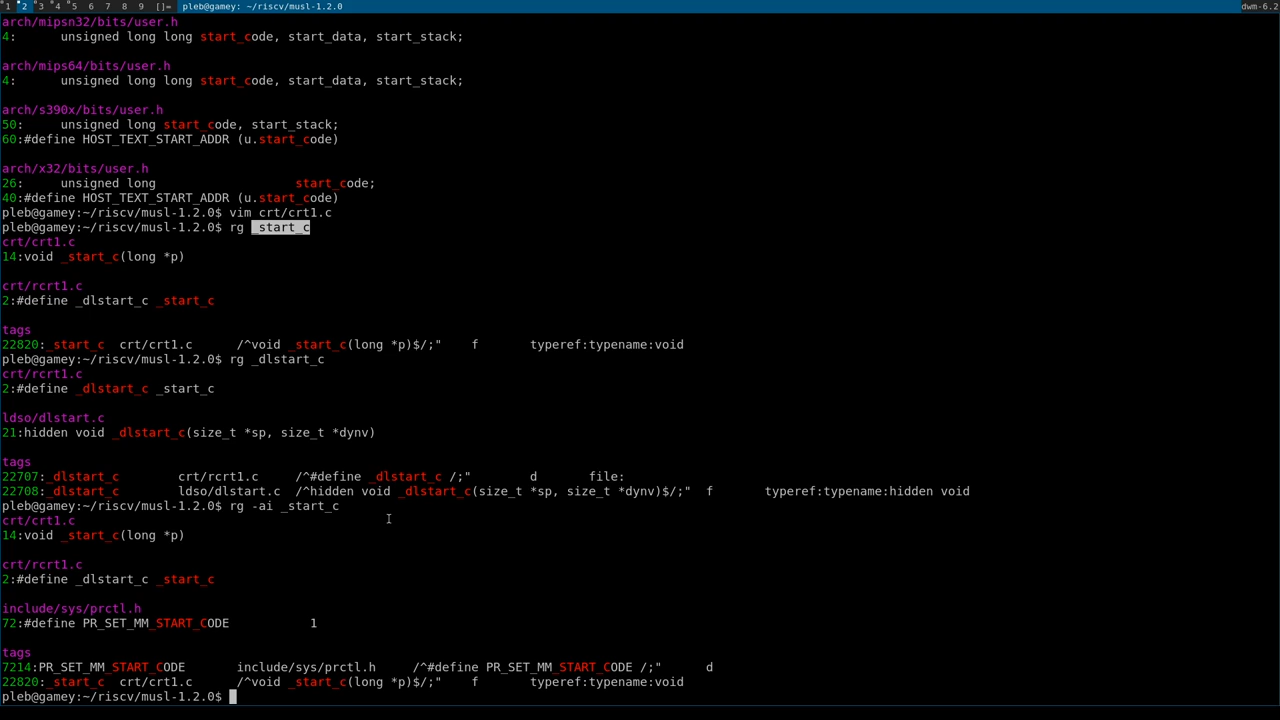 1 2 3 4 5 6 7 8 9 []= pleb@gamey: ~/riscv/musl-1.2.0 dwm-6.2
arch/mipsn32/bits/user.h
4:      unsigned long long start_code, start_data, start_stack;
arch/mips64/bits/user.h
4:      unsigned long long start_code, start_data, start_stack;
arch/s390x/bits/user.h
50:     unsigned long start_code, start_stack;
60:#define HOST_TEXT_START_ADDR (u.start_code)
arch/x32/bits/user.h
26:     unsigned long                   start_code;
40:#define HOST_TEXT_START_ADDR (u.start_code)
pleb@gamey:~/riscv/musl-1.2.0$ vim crt/crt1.c
pleb@gamey:~/riscv/musl-1.2.0$ rg _start_c
crt/crt1.c
14:void _start_c(long *p)
crt/rcrt1.c
2:#define _dlstart_c _start_c
tags
22820:_start_c  crt/crt1.c      /^void _start_c(long *p)$/;"    f       typeref:typename:void
pleb@gamey:~/riscv/musl-1.2.0$ rg _dlstart_c
crt/rcrt1.c
2:#define _dlstart_c _start_c
ldso/dlstart.c
21:hidden void _dlstart_c(size_t *sp, size_t *dynv)
tags
22707:_dlstart_c        crt/rcrt1.c     /^#define _dlstart_c /;"        d       file:
22708:_dlstart_c        ldso/dlstart.c  /^hidden void _dlstart_c(size_t *sp, size_t *dynv)$/;"  f       typeref:typename:hidden void
pleb@gamey:~/riscv/musl-1.2.0$ rg -ai _start_c
crt/crt1.c
14:void _start_c(long *p)
crt/rcrt1.c
2:#define _dlstart_c _start_c
include/sys/prctl.h
72:#define PR_SET_MM_START_CODE           1
tags
7214:PR_SET_MM_START_CODE       include/sys/prctl.h     /^#define PR_SET_MM_START_CODE /;"      d
22820:_start_c  crt/crt1.c      /^void _start_c(long *p)$/;"    f       typeref:typename:void
pleb@gamey:~/riscv/musl-1.2.0$